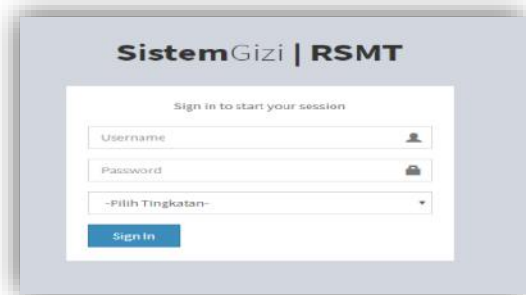 SistemGizi | RSMT
Sign in to start your session
Username
Password
-Pilih Tingkatan-
Sign In